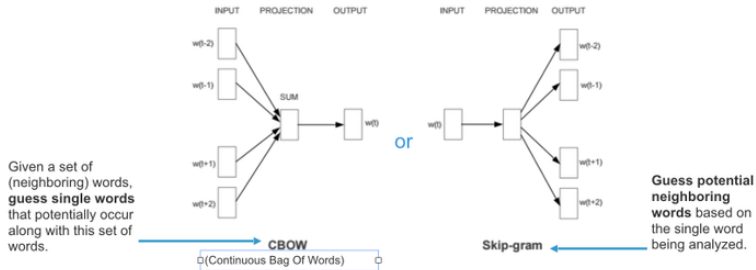 INPUT PROJECTION OUTPUT
w(t-2)
w(t-1)
SUM
w(t)
w(t+1)
w(t+2)
or
INPUT PROJECTION OUTPUT
w(t-2)
w(t-1)
w(t)
w(t+1)
w(t+2)
Given a set of
(neighboring) words,
guess single words
that potentially occur
along with this set of
words.
CBOW
(Continuous Bag Of Words)
Skip-gram
Guess potential
neighboring
words based on
the single word
being analyzed.